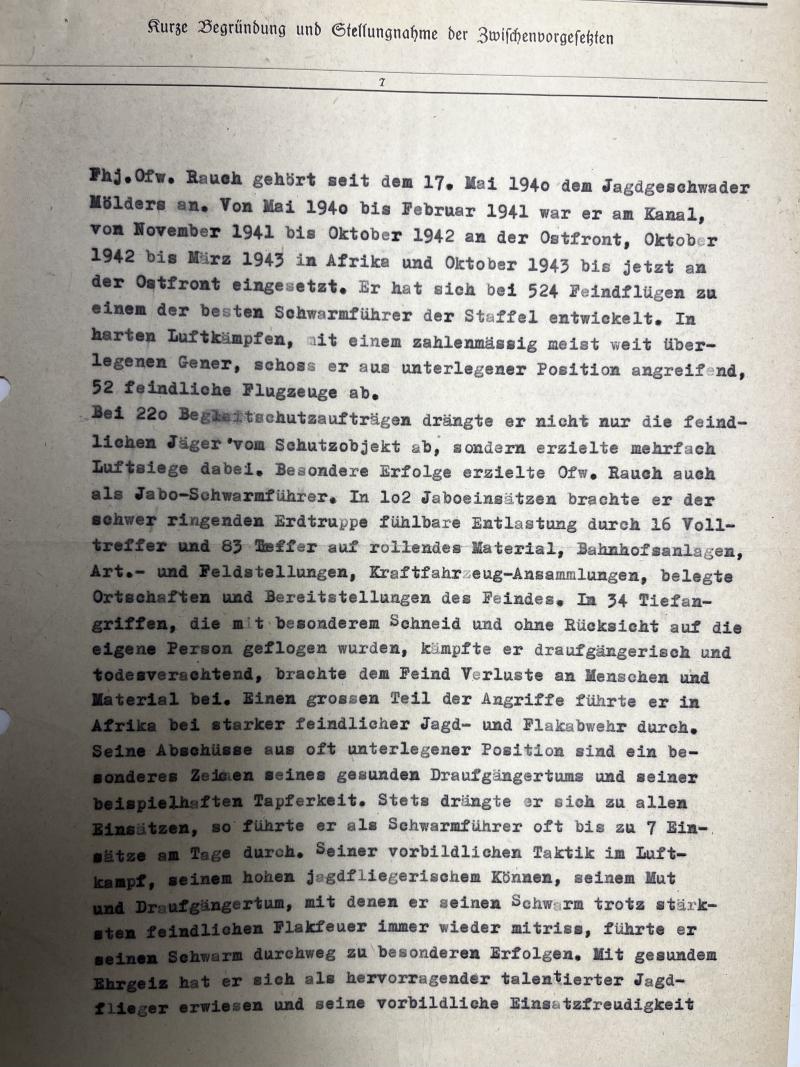 Kurze Begründung und Stellungnahme der Zwischenvorgesetzten
7
Fhj.Ofw. Rauch gehört seit dem 17. Mai 194o dem Jagdgeschwader
Mölders an. Von Mai 194o bis Februar 1941 war er am Kanal,
von November 1941 bis Oktober 1942 an der Ostfront, Oktober
1942 bis März 1943 in Afrika und Oktober 1943 bis jetzt an
der Ostfront eingesetzt. Er hat sich bei 524 Feindflügen zu
einem der besten Schwarmführer der Staffel entwickelt. In
harten Luftkämpfen, mit einem zahlenmässig meist weit über-
legenen Gener, schoss er aus unterlegener Position angreifend,
52 feindliche Flugzeuge ab.
Bei 22o Begleitschutzaufträgen drängte er nicht nur die feind-
lichen Jäger vom Schutzobjekt ab, sondern erzielte mehrfach
Luftsiege dabei. Besondere Erfolge erzielte Ofw. Rauch auch
als Jabo-Schwarmführer. In 1o2 Jaboeinsätzen brachte er der
schwer ringenden Erdtruppe fühlbare Entlastung durch 16 Voll-
treffer und 83 Teffer auf rollendes Material, Bahnhofsanlagen,
Art.- und Feldstellungen, Kraftfahrzeug-Ansammlungen, belegte
Ortschaften und Bereitstellungen des Feindes. In 34 Tiefan-
griffen, die mit besonderem Schneid und ohne Rücksicht auf die
eigene Person geflogen wurden, kämpfte er draufgängerisch und
todesverachtend, brachte dem Feind Verluste an Menschen und
Material bei. Einen grossen Teil der Angriffe führte er in
Afrika bei starker feindlicher Jagd- und Flakabwehr durch.
Seine Abschüsse aus oft unterlegener Position sind ein be-
sonderes Zeichen seines gesunden Draufgängertums und seiner
beispielhaften Tapferkeit. Stets drängte er sich zu allen
Einsätzen, so führte er als Schwarmführer oft bis zu 7 Ein-
sätze am Tage durch. Seiner vorbildlichen Taktik im Luft-
kampf, seinem hohen jagdfliegerischem Können, seinem Mut
und Draufgängertum, mit denen er seinen Schwarm trotz stärk-
sten feindlichen Flakfeuer immer wieder mitriss, führte er
seinen Schwarm durchweg zu besonderen Erfolgen. Mit gesundem
Ehrgeiz hat er sich als hervorragender talentierter Jagd-
flieger erwiesen und seine vorbildliche Einsatzfreudigkeit